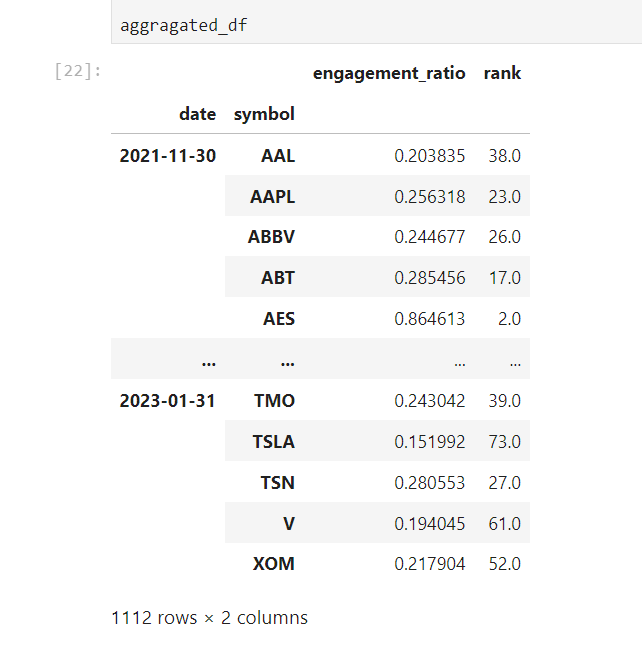 aggragated_df
[22]:
engagement_ratio rank
date symbol
2021-11-30 AAL 0.203835 38.0
AAPL 0.256318 23.0
ABBV 0.244677 26.0
ABT 0.285456 17.0
AES 0.864613 2.0
... ... ... ...
2023-01-31 TMO 0.243042 39.0
TSLA 0.151992 73.0
TSN 0.280553 27.0
V 0.194045 61.0
XOM 0.217904 52.0
1112 rows × 2 columns